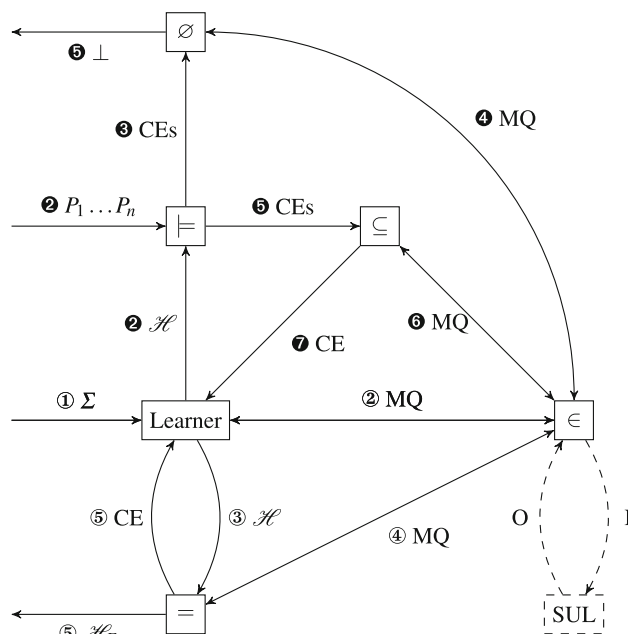 ∅
❺ ⊥
❹ MQ
❸ CEs
❷ P₁ … Pₙ
⊨
❺ CEs
⊆
❷ ℋ
❼ CE
❻ MQ
① Σ
Learner
② MQ
∈
⑤ CE
③ ℋ
④ MQ
O
=
SUL